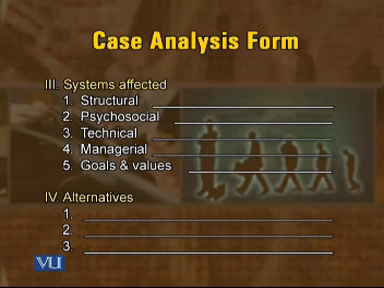 Case Analysis Form
III. Systems affected
1. Structural
2. Psychosocial
3. Technical
4. Managerial
5. Goals & values
IV. Alternatives
1.
2.
3.
VU